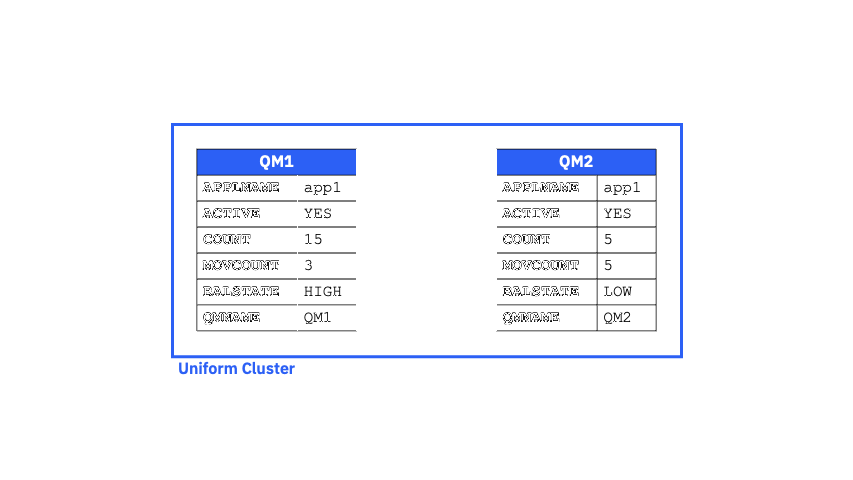 QM1
APPLNAME app1
ACTIVE YES
COUNT 15
MOVCOUNT 3
BALSTATE HIGH
QMNAME QM1
QM2
APPLNAME app1
ACTIVE YES
COUNT 5
MOVCOUNT 5
BALSTATE LOW
QMNAME QM2
Uniform Cluster